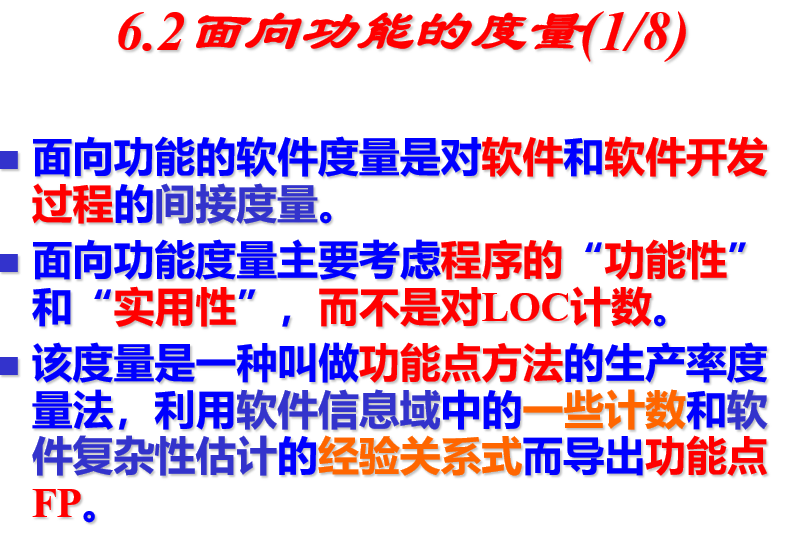 6.2面向功能的度量(1/8)
面向功能的软件度量是对软件和软件开发
过程的间接度量。
面向功能度量主要考虑程序的“功能性”
和“实用性”，而不是对LOC计数。
该度量是一种叫做功能点方法的生产率度
量法，利用软件信息域中的一些计数和软
件复杂性估计的经验关系式而导出功能点
FP。